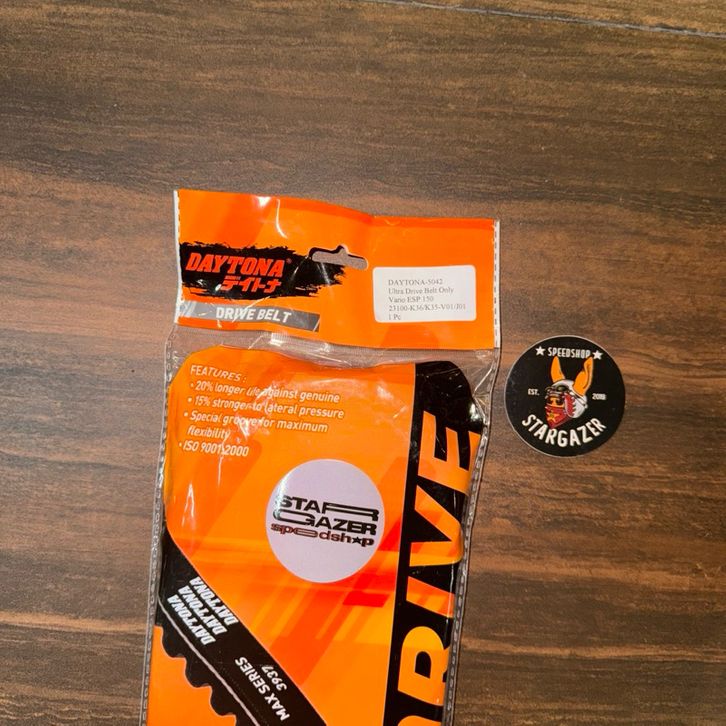 DAYTONA
デイトナ
DRIVE BELT
DAYTONA-5042
Ultra Drive Belt Only
Vario ESP 150
23100-K36/K35-V01/J01
1 Pc
FEATURES :
• 20% longer life against genuine
• 15% stronger to lateral pressure
• Special groove for maximum
flexibility
• ISO 9001:2000
STAR
GAZER
speedshop
★ SPEEDSHOP ★
EST. 2018
STARGAZER
DAYTONA
DAYTONA
DAYTONA
MAX SERIES
3937
DRIVE